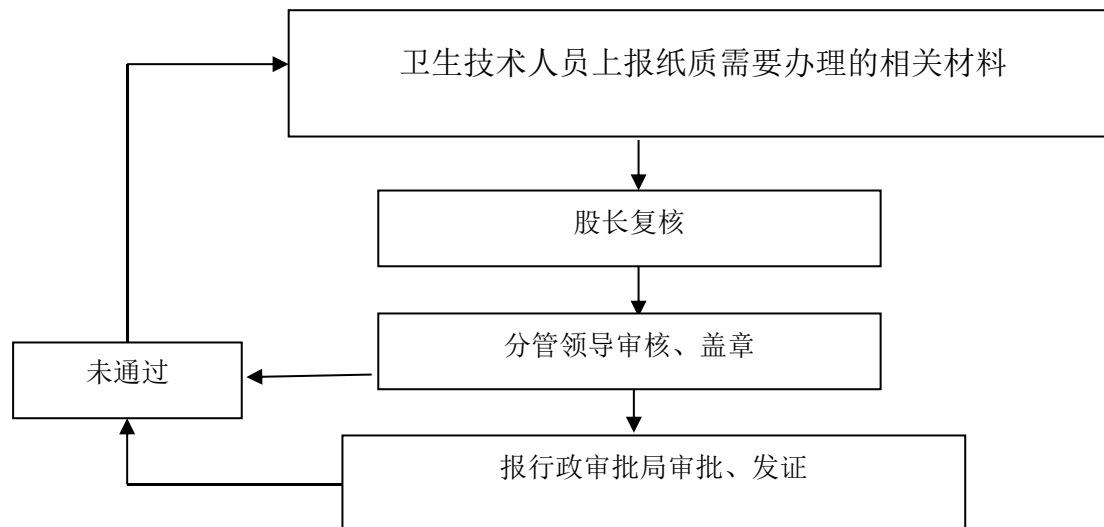 卫生技术人员上报纸质需要办理的相关材料
股长复核
分管领导审核、盖章
未通过
报行政审批局审批、发证